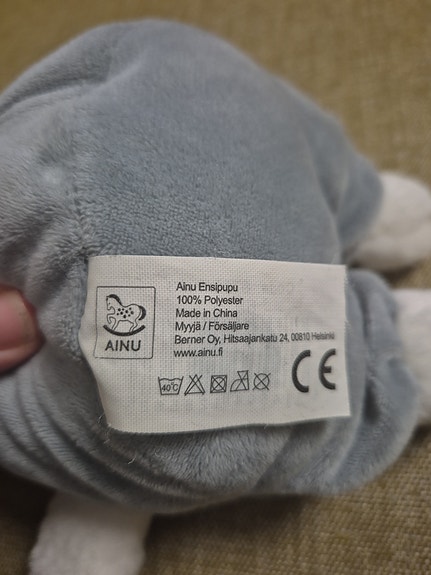 AINU
Ainu Ensipupu
100% Polyester
Made in China
Myyjä / Försäljare
Berner Oy, Hitsaajankatu 24, 00810 Helsinki
www.ainu.fi
40°C
CE